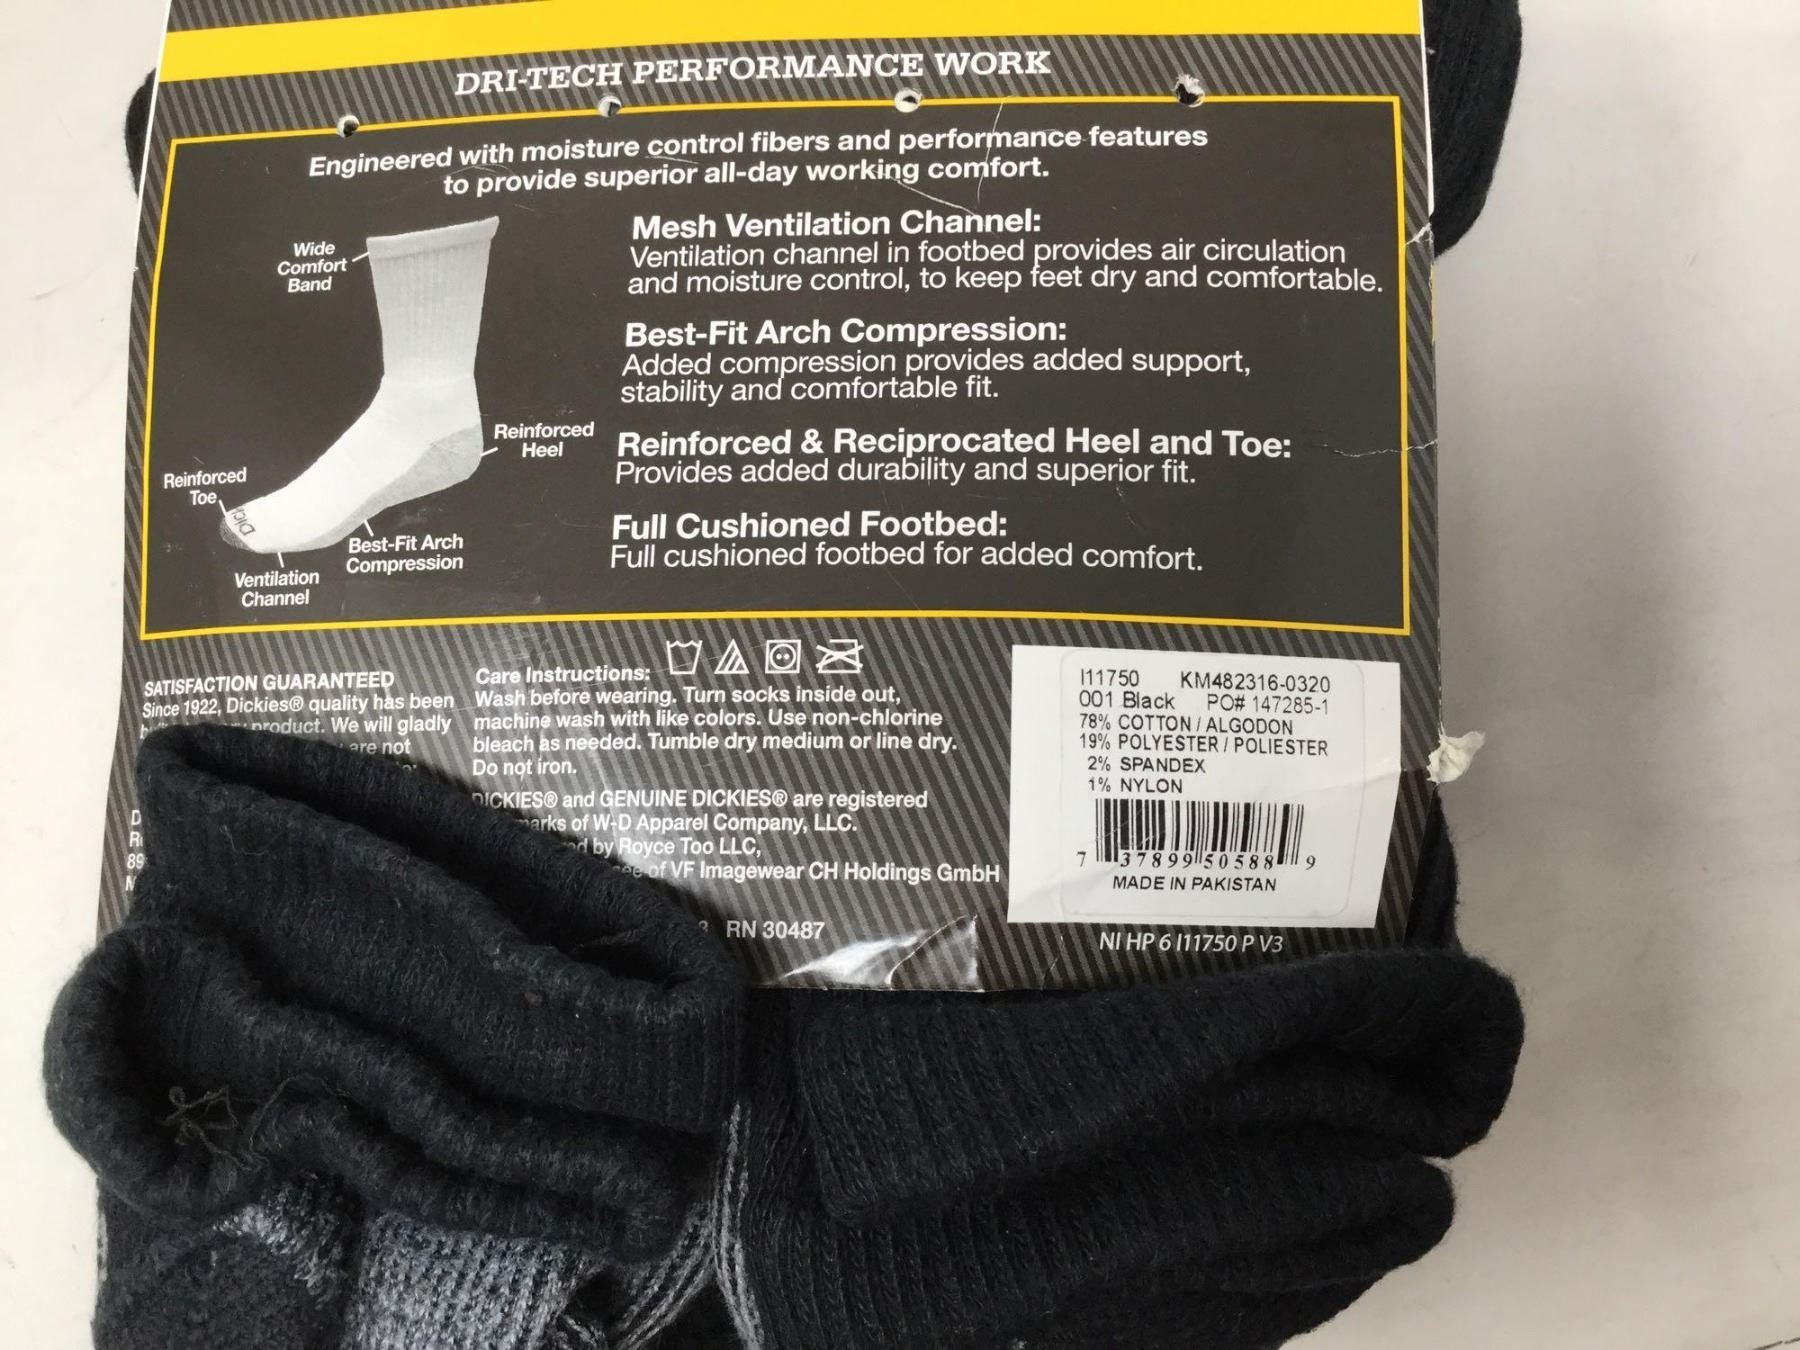 DRI-TECH PERFORMANCE WORK
Engineered with moisture control fibers and performance features
to provide superior all-day working comfort.
Wide
Comfort
Band
Reinforced
Heel
Reinforced
Toe
Best-Fit Arch
Compression
Ventilation
Channel
Mesh Ventilation Channel:
Ventilation channel in footbed provides air circulation
and moisture control, to keep feet dry and comfortable.
Best-Fit Arch Compression:
Added compression provides added support,
stability and comfortable fit.
Reinforced & Reciprocated Heel and Toe:
Provides added durability and superior fit.
Full Cushioned Footbed:
Full cushioned footbed for added comfort.
SATISFACTION GUARANTEED
Since 1922, Dickies® quality has been
product. We will gladly
are not
Care Instructions:
Wash before wearing. Turn socks inside out,
machine wash with like colors. Use non-chlorine
bleach as needed. Tumble dry medium or line dry.
Do not iron.
DICKIES® and GENUINE DICKIES® are registered
of W-D Apparel Company, LLC.
by Royce Too LLC,
of VF Imagewear CH Holdings GmbH
RN 30487
I11750 KM482316-0320
001 Black PO# 147285-1
78% COTTON / ALGODON
19% POLYESTER / POLIESTER
2% SPANDEX
1% NYLON
7 37899 50588 9
MADE IN PAKISTAN
NI HP 6 I11750 P V3